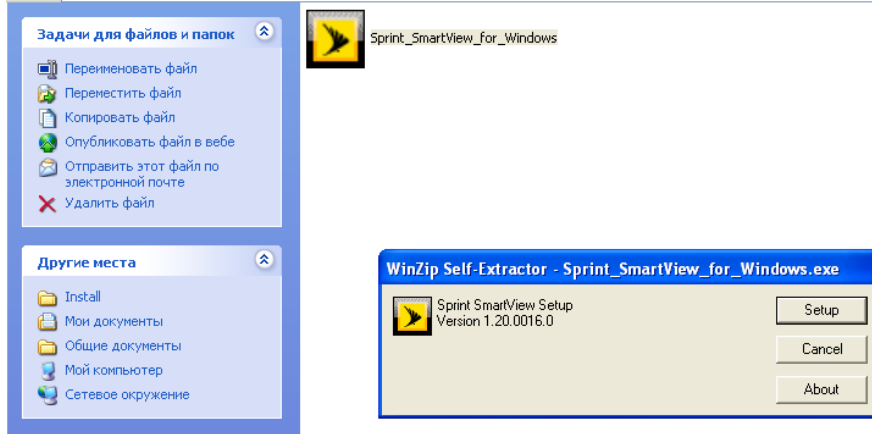 Задачи для файлов и папок
Переименовать файл
Переместить файл
Копировать файл
Опубликовать файл в вебе
Отправить этот файл по
электронной почте
Удалить файл
Другие места
Install
Мои документы
Общие документы
Мой компьютер
Сетевое окружение
Sprint_SmartView_for_Windows
WinZip Self-Extractor - Sprint_SmartView_for_Windows.exe
Sprint SmartView Setup
Version 1.20.0016.0
Setup
Cancel
About